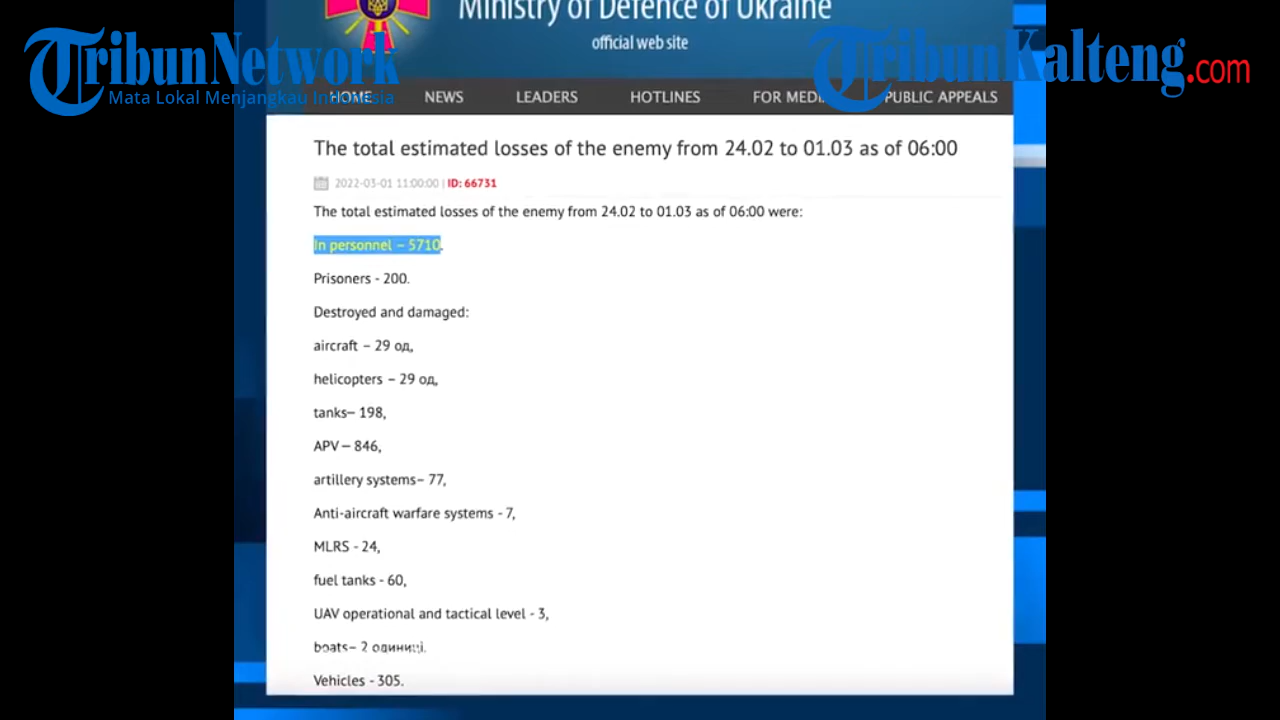 Ministry of Defence of Ukraine
official web site
TribunNetwork
Mata Lokal Menjangkau Indonesia
TribunKalteng.com
HOME NEWS LEADERS HOTLINES FOR MEDI PUBLIC APPEALS
The total estimated losses of the enemy from 24.02 to 01.03 as of 06:00
2022-03-01 11:00:00 | ID: 66731
The total estimated losses of the enemy from 24.02 to 01.03 as of 06:00 were:
In personnel – 5710.
Prisoners - 200.
Destroyed and damaged:
aircraft – 29 од,
helicopters – 29 од,
tanks– 198,
APV – 846,
artillery systems– 77,
Anti-aircraft warfare systems - 7,
MLRS - 24,
fuel tanks - 60,
UAV operational and tactical level - 3,
boats– 2 одиниці.
Vehicles - 305.